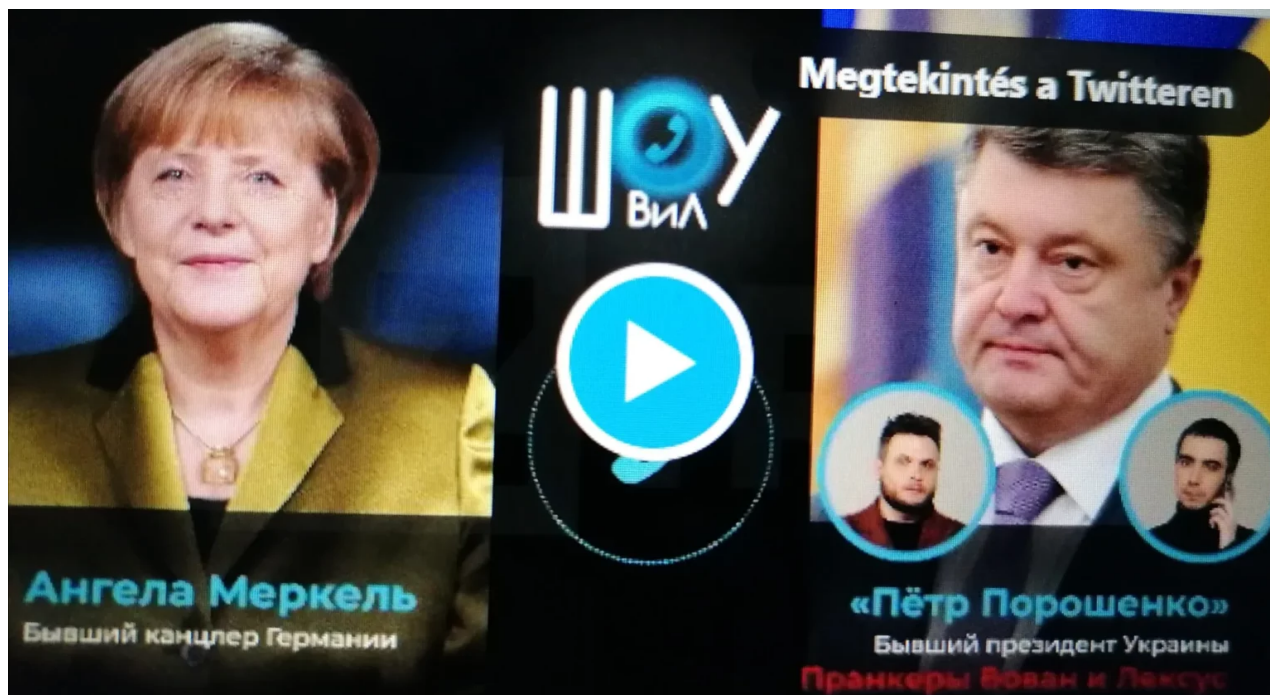 ШОУ
ВиЛ
Megtekintés a Twitteren
Ангела Меркель
Бывший канцлер Германии
«Пётр Порошенко»
Бывший президент Украины
Пранкеры Вован и Лексус